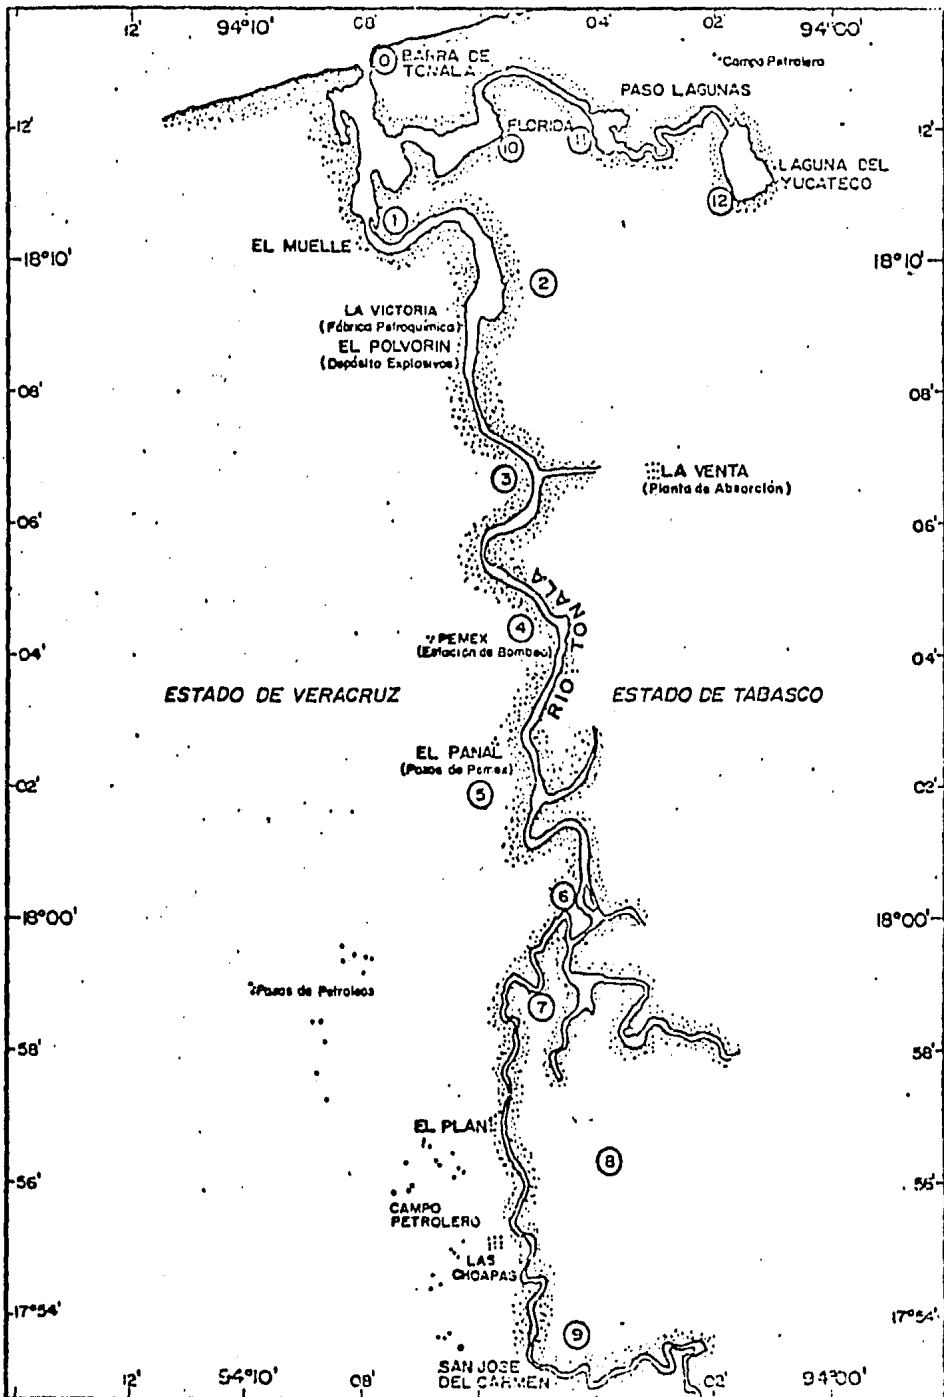 12'
94°10'
08'
04'
02'
94°00'
0
BARRA DE
TONALA
Campo Petrolero
PASO LAGUNAS
12'
FLORIDA
10
11
12'
LAGUNA DEL
YUCATECO
12
1
EL MUELLE
18°10'
18°10'
2
LA VICTORIA
(Fábrica Petroquímica)
EL POLVORIN
(Depósito Explosivos)
08'
08'
3
LA VENTA
(Planta de Absorción)
06'
06'
RIO TONALA
4
PEMEX
(Estación de Bombeo)
04'
04'
ESTADO DE VERACRUZ
ESTADO DE TABASCO
EL PANAL
(Pozos de Pemex)
02'
02'
5
6
18°00'
18°00'
Pozos de Petroleos
7
58'
58'
EL PLAN
8
56'
56'
CAMPO
PETROLERO
LAS
CHOAPAS
17°54'
17°54'
9
SAN JOSE
DEL CARMEN
12'
94°10'
08'
02'
94°00'